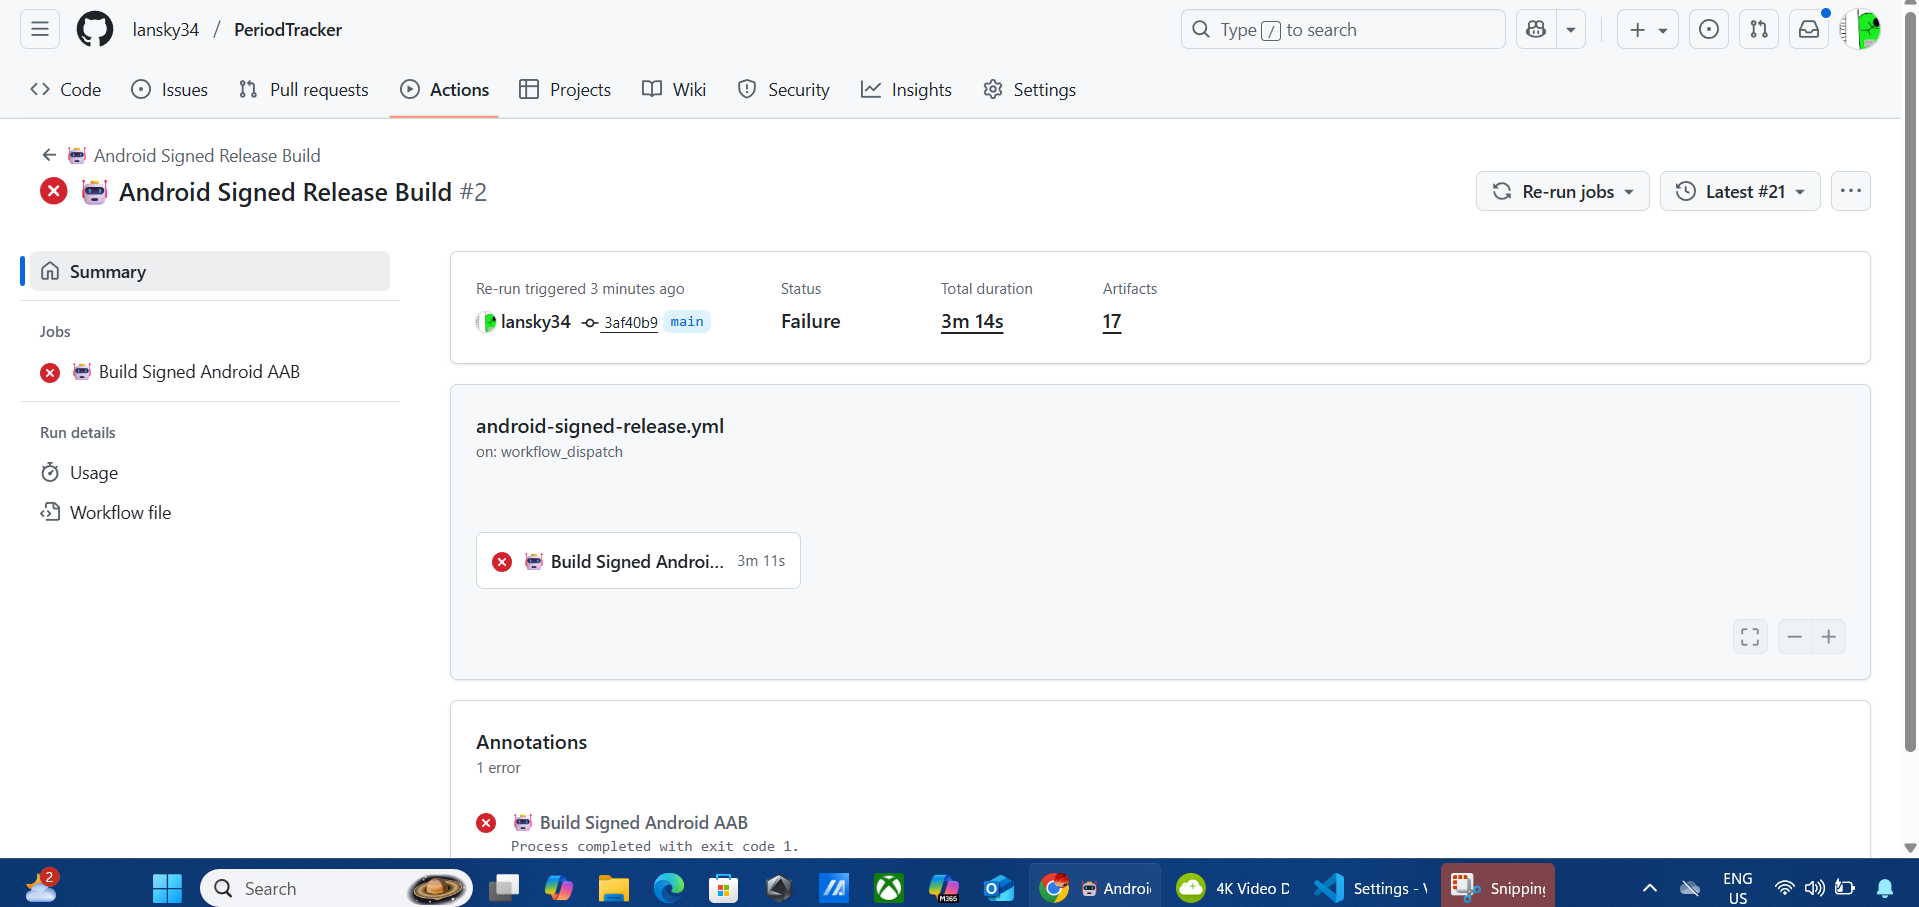 lansky34 / PeriodTracker
Type / to search
Code
Issues
Pull requests
Actions
Projects
Wiki
Security
Insights
Settings
Android Signed Release Build
Android Signed Release Build #2
Re-run jobs
Latest #21
Summary
Jobs
Build Signed Android AAB
Run details
Usage
Workflow file
Re-run triggered 3 minutes ago
lansky34 3af40b9 main
Status
Failure
Total duration
3m 14s
Artifacts
17
android-signed-release.yml
on: workflow_dispatch
Build Signed Androi... 3m 11s
Annotations
1 error
Build Signed Android AAB
Process completed with exit code 1.
2
Search
M365
Androi
4K Video D
Settings - V
Snipping
ENG
US